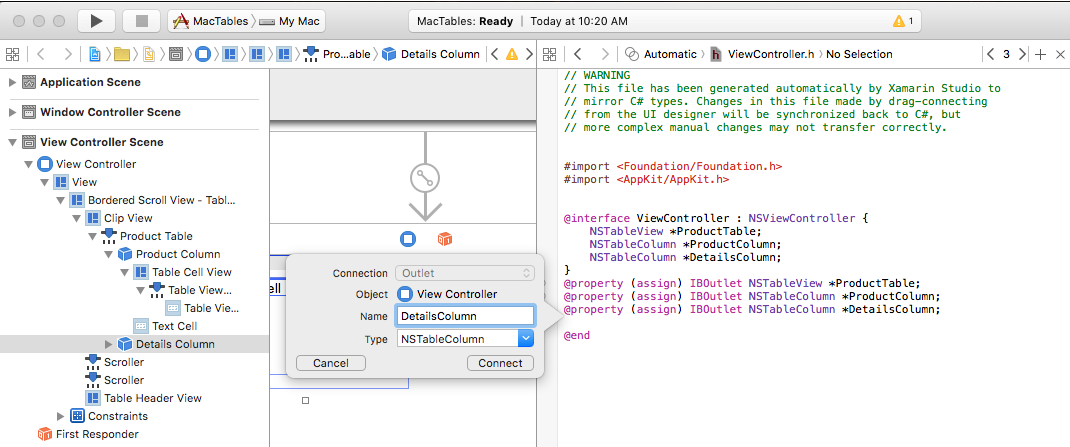 MacTables › My Mac
MacTables: Ready | Today at 10:20 AM
1
Pro...able › Details Column
Automatic › ViewController.h › No Selection
3
Application Scene
Window Controller Scene
View Controller Scene
View Controller
View
Bordered Scroll View - Tabl...
Clip View
Product Table
Product Column
Table Cell View
Table View...
Table Vie...
Text Cell
Details Column
Scroller
Scroller
Table Header View
Constraints
First Responder
ell
Connection Outlet
Object View Controller
Name DetailsColumn
Type NSTableColumn
Cancel Connect
// WARNING
// This file has been generated automatically by Xamarin Studio to
// mirror C# types. Changes in this file made by drag-connecting
// from the UI designer will be synchronized back to C#, but
// more complex manual changes may not transfer correctly.
#import <Foundation/Foundation.h>
#import <AppKit/AppKit.h>
@interface ViewController : NSViewController {
NSTableView *ProductTable;
NSTableColumn *ProductColumn;
NSTableColumn *DetailsColumn;
}
@property (assign) IBOutlet NSTableView *ProductTable;
@property (assign) IBOutlet NSTableColumn *ProductColumn;
@property (assign) IBOutlet NSTableColumn *DetailsColumn;
@end